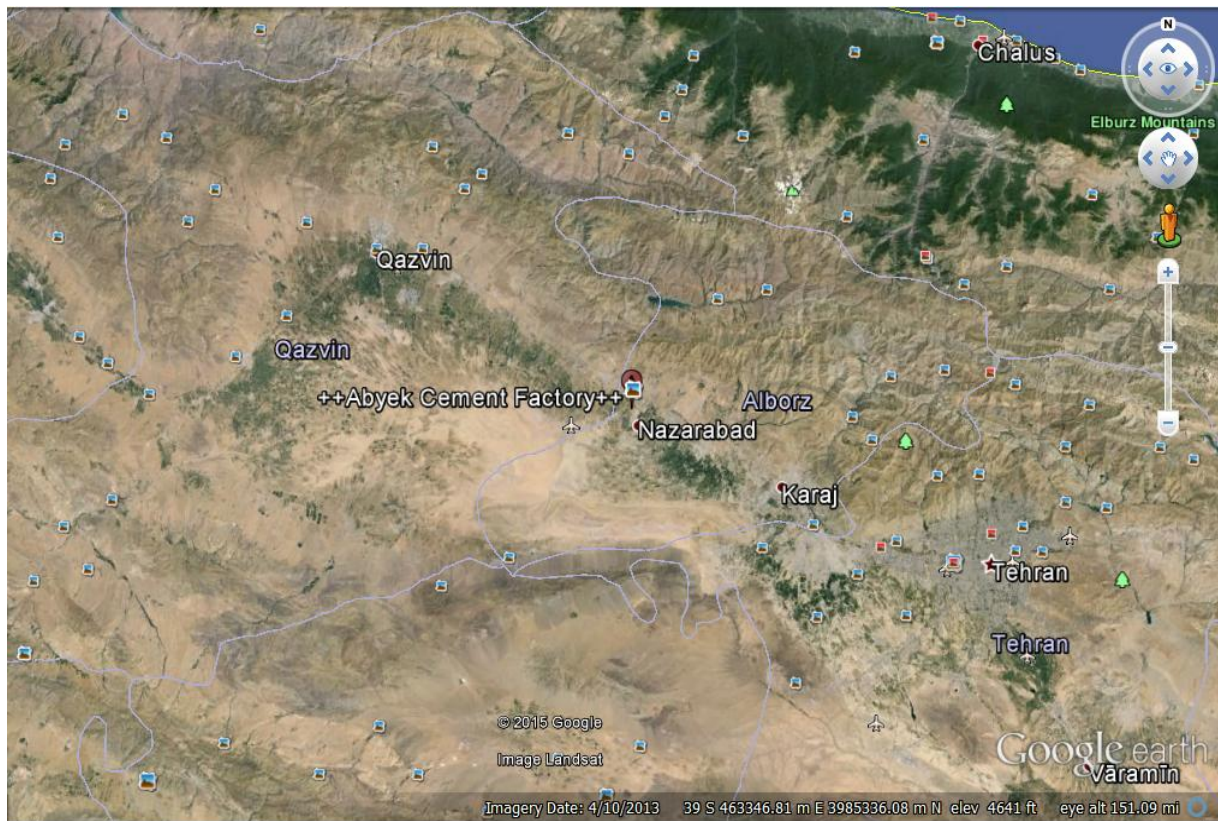 N
Chalus
Elburz Mountains
Qazvin
Qazvin
++Abyek Cement Factory++
Alborz
Nazarabad
Karaj
Tehran
Tehran
© 2015 Google
Image Landsat
Google earth
Vāramīn
Imagery Date: 4/10/2013 39 S 463346.81 m E 3985336.08 m N elev 4641 ft eye alt 151.09 mi